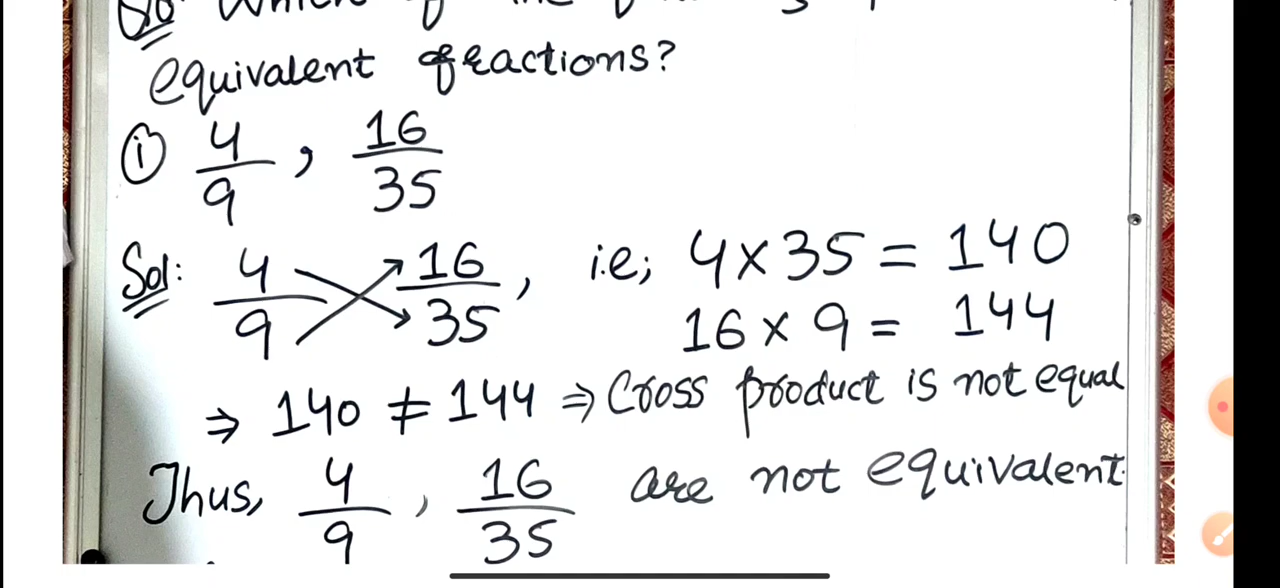 equivalent fractions?
(i) 4/9 , 16/35
Sol: 4/9 16/35 , i.e; 4 x 35 = 140
16 x 9 = 144
⇒ 140 ≠ 144 ⇒ Cross product is not equal
Thus, 4/9 , 16/35 are not equivalent.